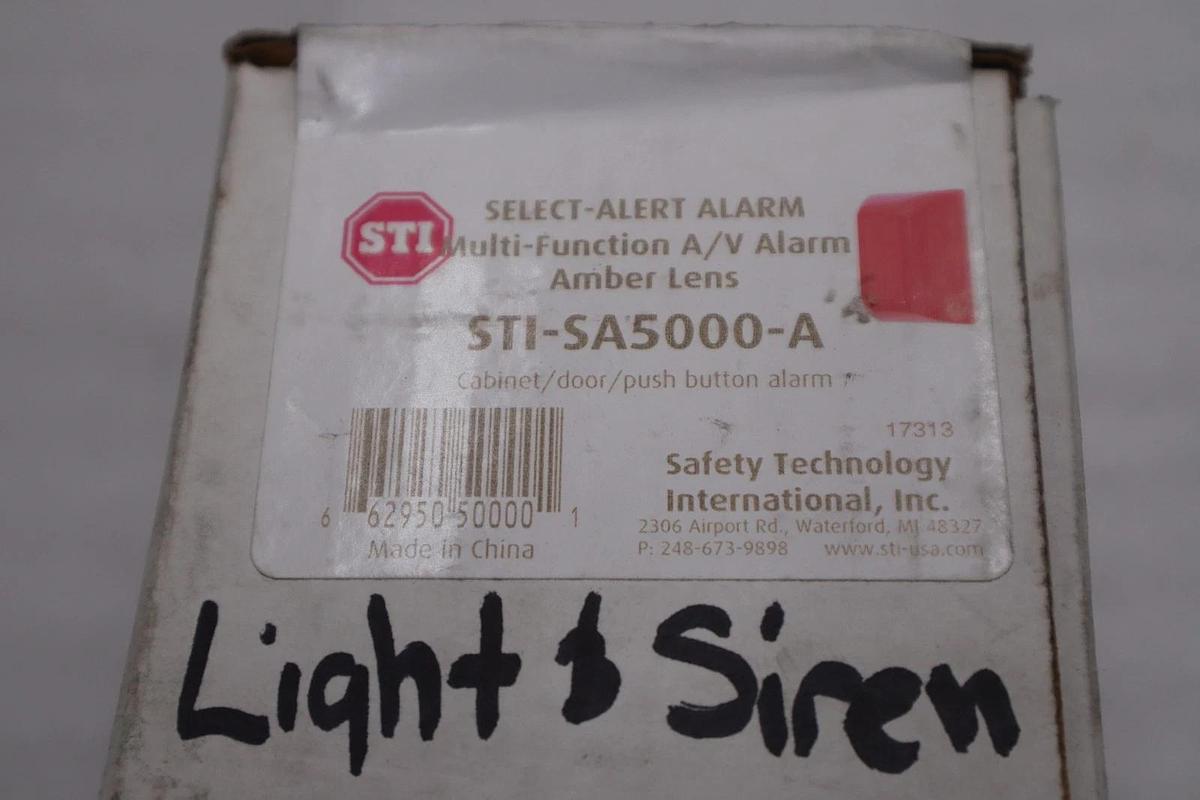 STI
SELECT-ALERT ALARM
Multi-Function A/V Alarm
Amber Lens
STI-SA5000-A
Cabinet/door/push button alarm
17313
Safety Technology
International, Inc.
2306 Airport Rd., Waterford, MI 48327
P: 248-673-9898 www.sti-usa.com
6 62950 50000 1
Made in China
Light & Siren